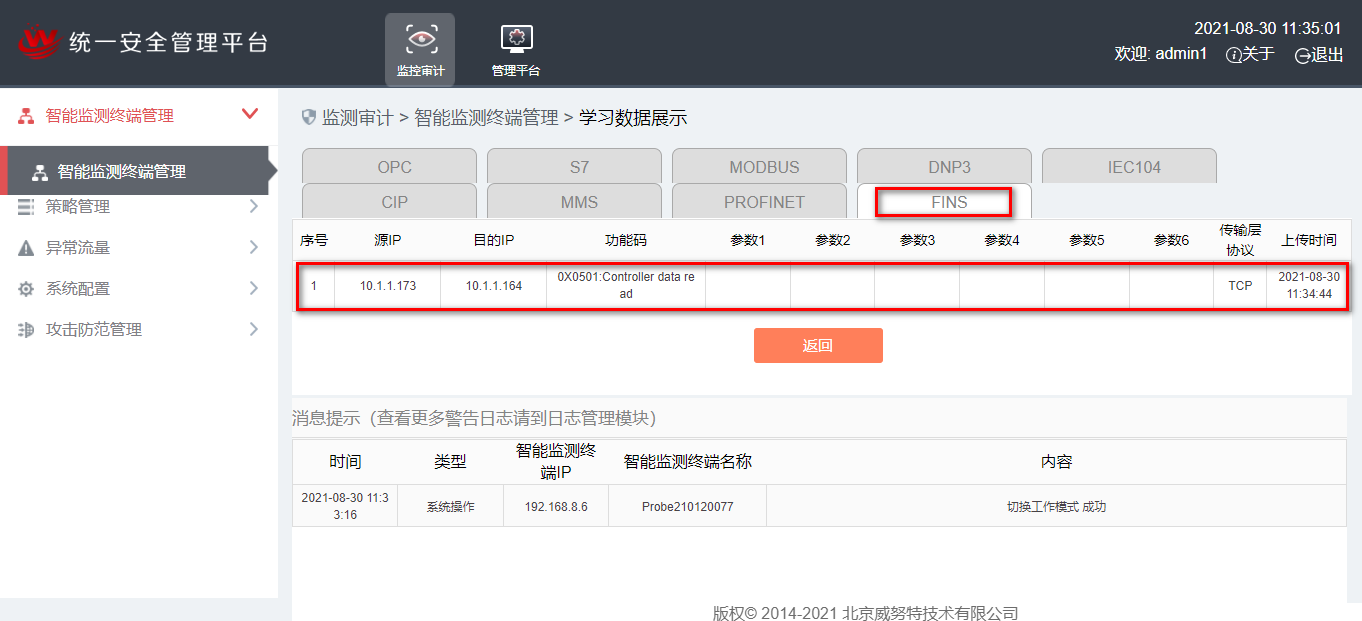 统一安全管理平台
监控审计
管理平台
2021-08-30 11:35:01
欢迎: admin1 关于 退出
智能监测终端管理
智能监测终端管理
策略管理
异常流量
系统配置
攻击防范管理
监测审计 > 智能监测终端管理 > 学习数据展示
OPC S7 MODBUS DNP3 IEC104
CIP MMS PROFINET FINS
序号 源IP 目的IP 功能码 参数1 参数2 参数3 参数4 参数5 参数6 传输层 上传时间
协议
1 10.1.1.173 10.1.1.164 0X0501:Controller data re TCP 2021-08-30
ad 11:34:44
返回
消息提示（查看更多警告日志请到日志管理模块）
时间 类型 智能监测终 智能监测终端名称 内容
端IP
2021-08-30 11:3 系统操作 192.168.8.6 Probe210120077 切换工作模式 成功
3:16
版权© 2014-2021 北京威努特技术有限公司